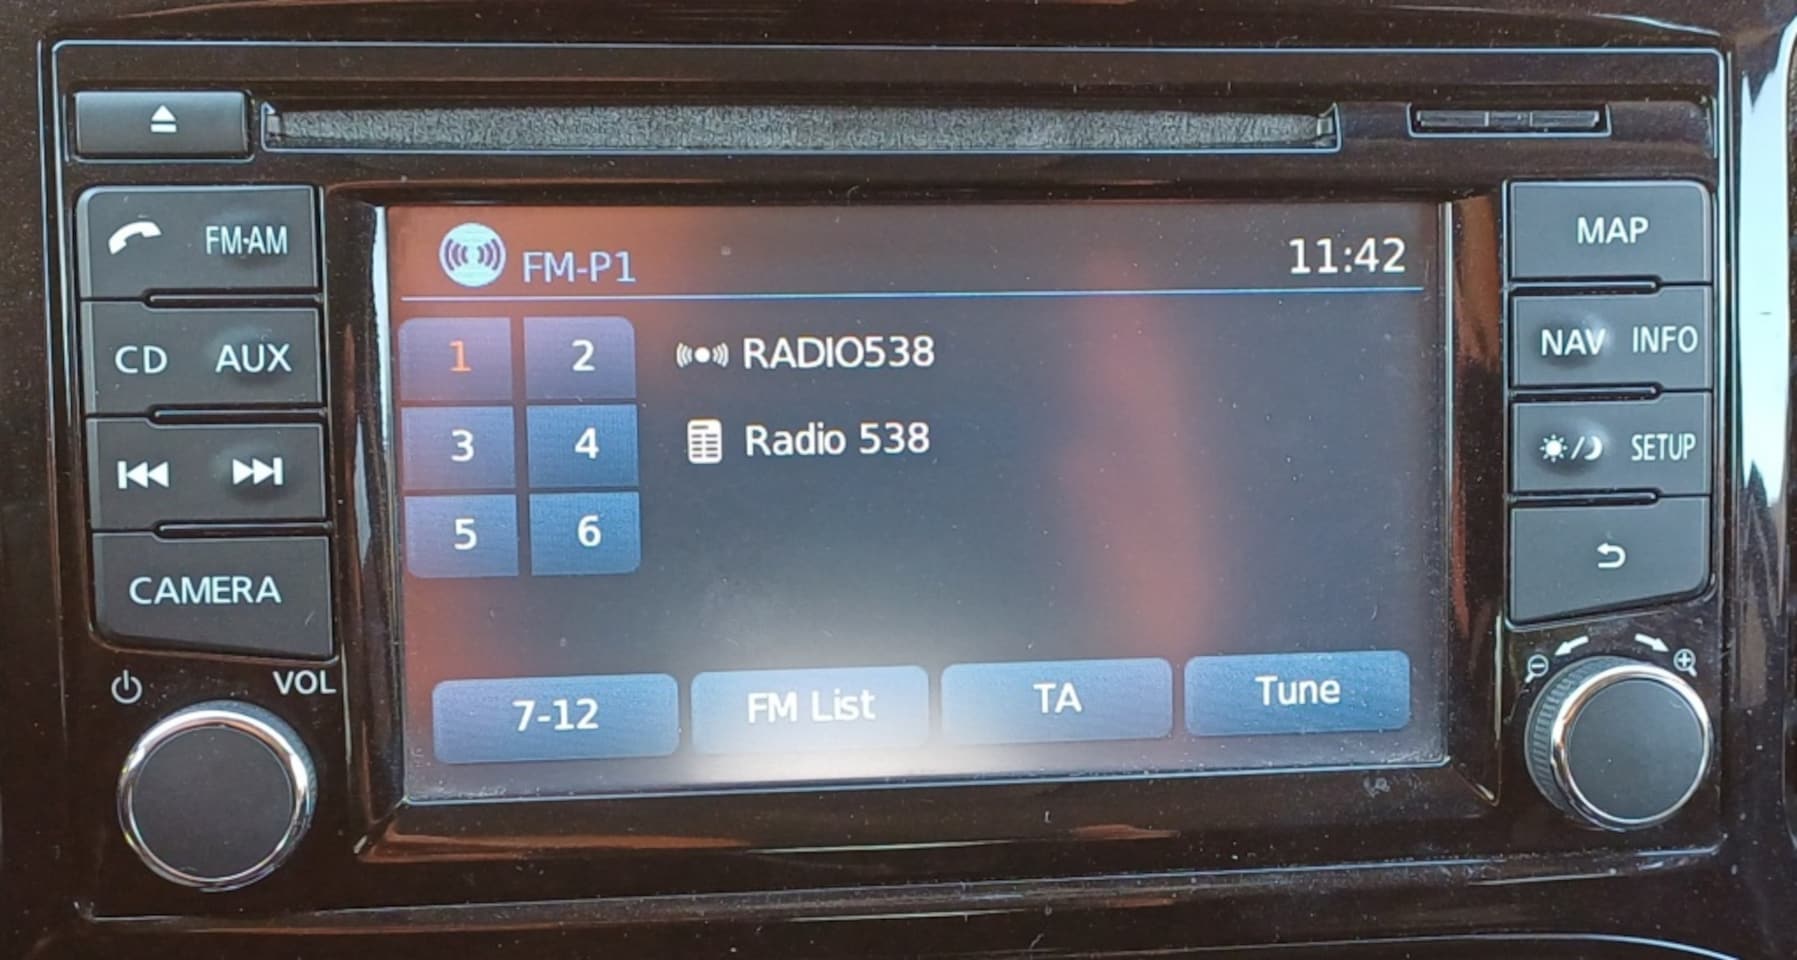 FM·AM
CD AUX
CAMERA
VOL
FM-P1 11:42
1 2
3 4
5 6
RADIO538
Radio 538
7-12 FM List TA Tune
MAP
NAV INFO
SETUP